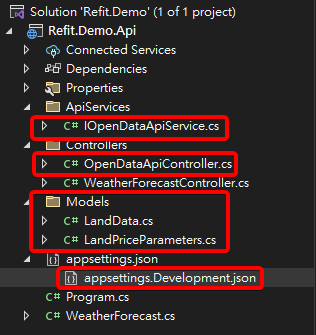 Solution 'Refit.Demo' (1 of 1 project)
Refit.Demo.Api
Connected Services
Dependencies
Properties
ApiServices
C# IOpenDataApiService.cs
Controllers
C# OpenDataApiController.cs
C# WeatherForecastController.cs
Models
C# LandData.cs
C# LandPriceParameters.cs
appsettings.json
appsettings.Development.json
C# Program.cs
C# WeatherForecast.cs